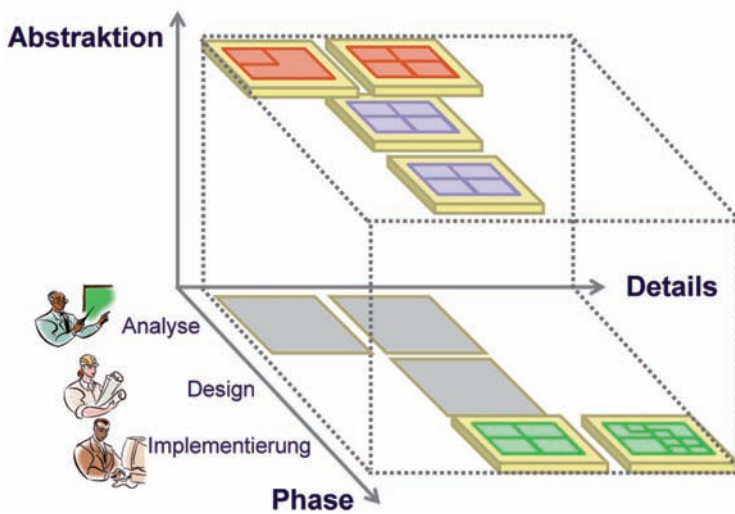 Abstraktion
Details
Analyse
Design
Implementierung
Phase